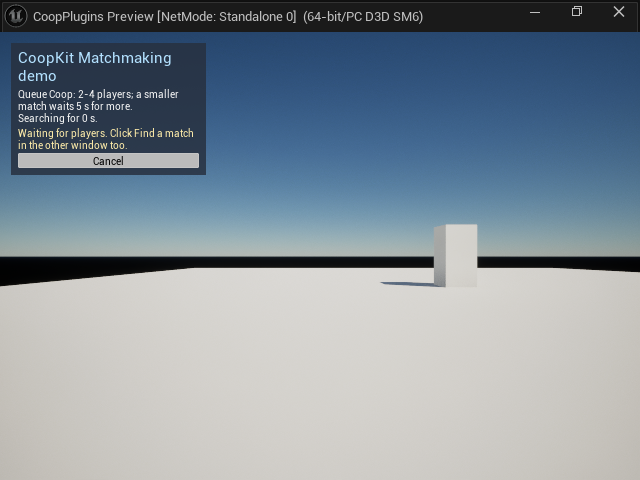 CoopPlugins Preview [NetMode: Standalone 0]  (64-bit/PC D3D SM6)
CoopKit Matchmaking
demo
Queue Coop: 2-4 players; a smaller
match waits 5 s for more.
Searching for 0 s.
Waiting for players. Click Find a match
in the other window too.
Cancel